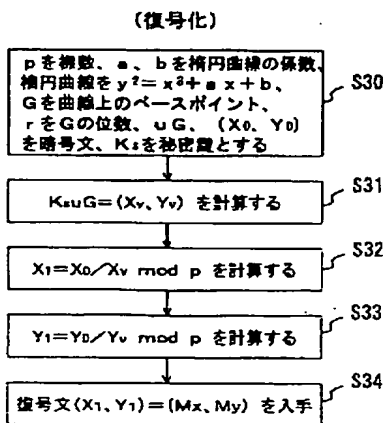 (復号化)
pを標数、a、bを楕円曲線の係数、
楕円曲線をy²=x³+ax+b、
Gを曲線上のベースポイント、
rをGの位数、uG、(X₀、Y₀)
を暗号文、Ksを秘密鍵とする
S30
KsuG=(Xv、Yv)を計算する
S31
X₁=X₀/Xv mod p を計算する
S32
Y₁=Y₀/Yv mod p を計算する
S33
復号文(X₁、Y₁)=(Mx、My)を入手
S34